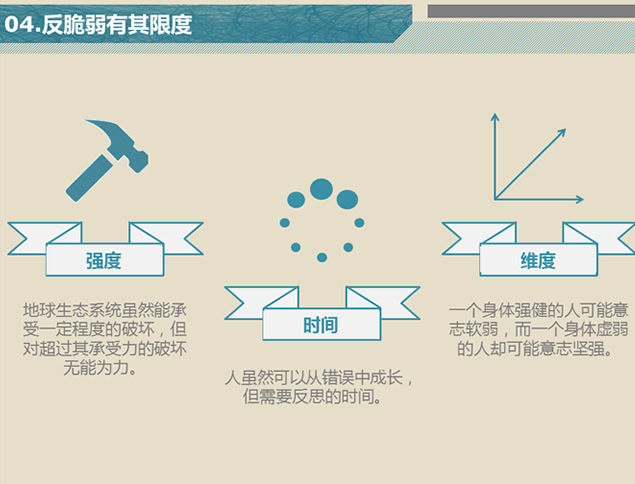 04.反脆弱有其限度
强度
地球生态系统虽然能承
受一定程度的破坏，但
对超过其承受力的破坏
无能为力。
时间
人虽然可以从错误中成长，
但需要反思的时间。
维度
一个身体强健的人可能意
志软弱，而一个身体虚弱
的人却可能意志坚强。